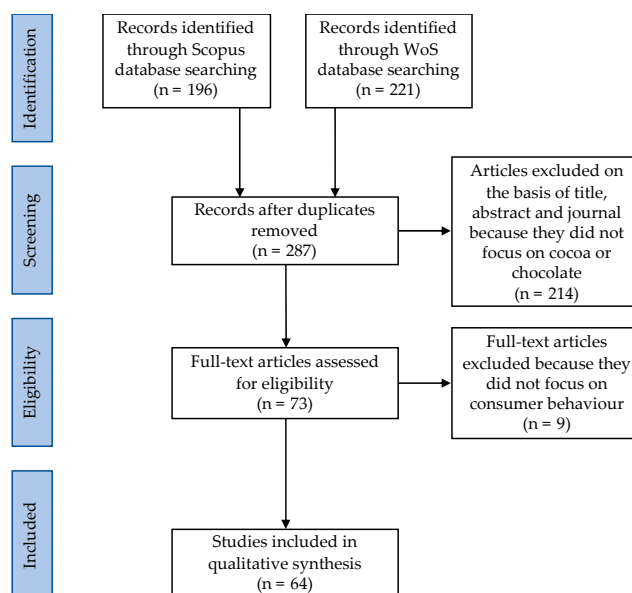 Identification
Records identified
through Scopus
database searching
(n = 196)
Records identified
through WoS
database searching
(n = 221)
Screening
Records after duplicates
removed
(n = 287)
Articles excluded on
the basis of title,
abstract and journal
because they did not
focus on cocoa or
chocolate
(n = 214)
Eligibility
Full-text articles assessed
for eligibility
(n = 73)
Full-text articles
excluded because they
did not focus on
consumer behaviour
(n = 9)
Included
Studies included in
qualitative synthesis
n = 64)